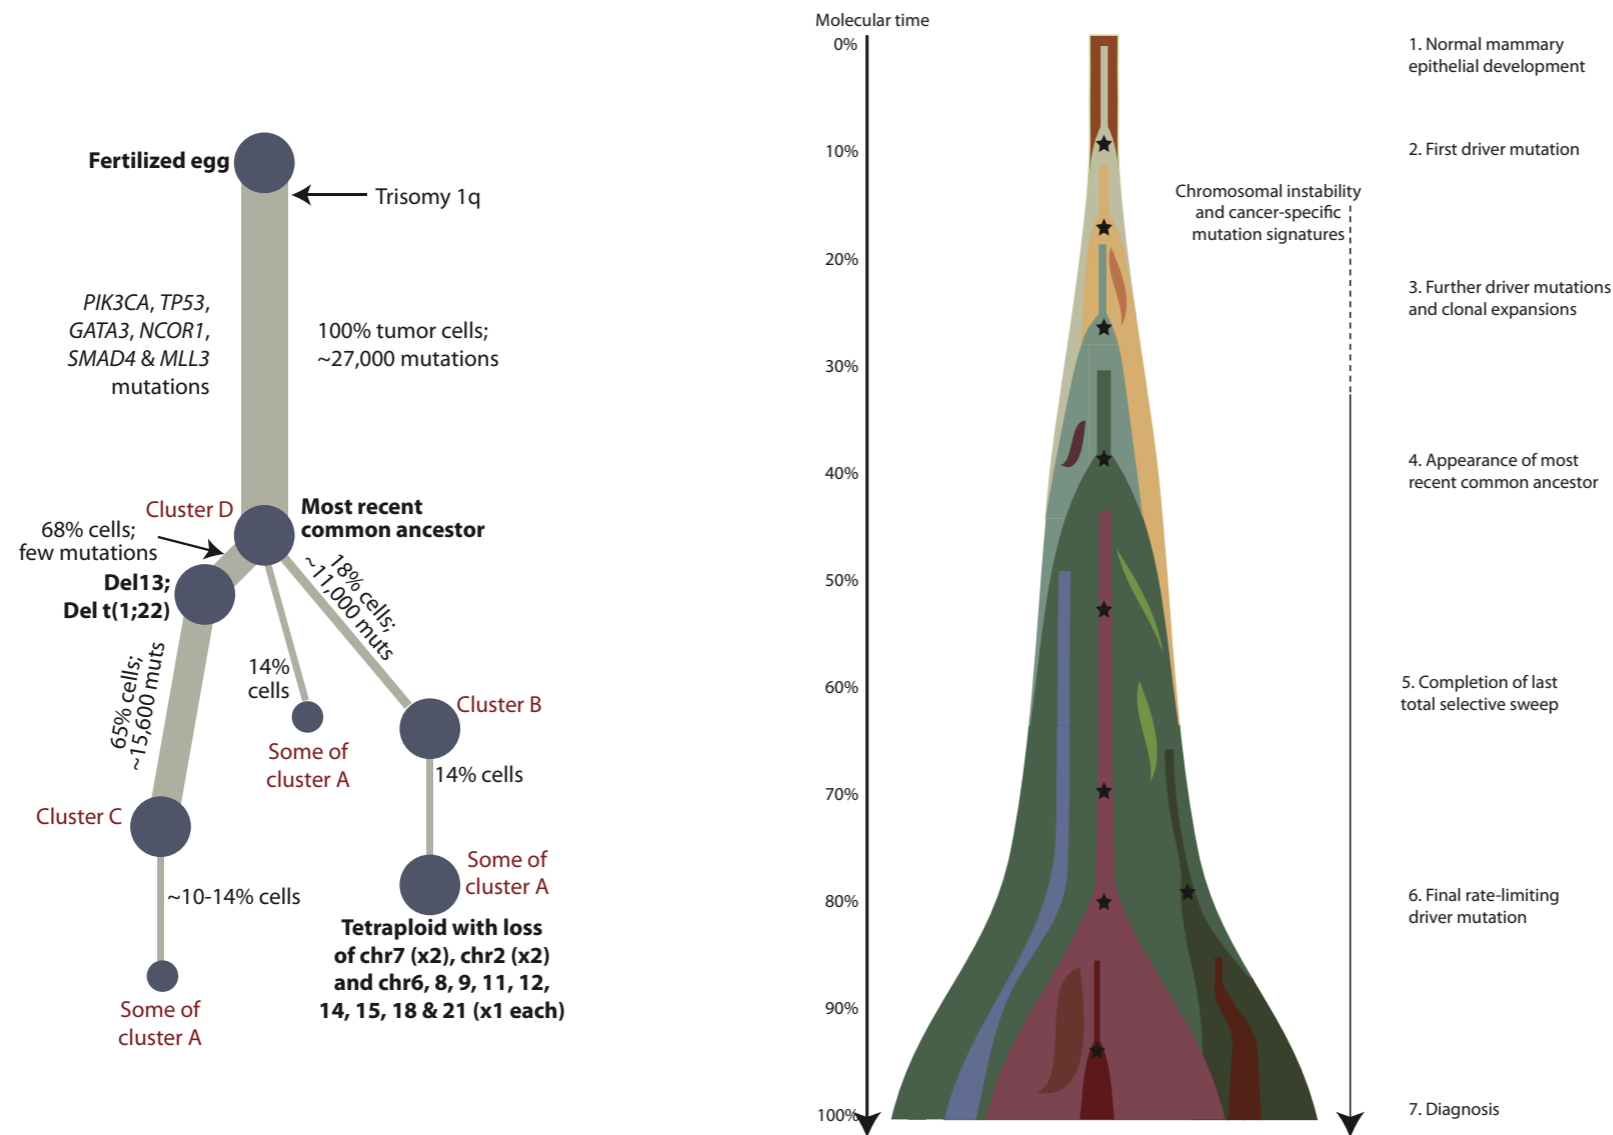 Fertilized egg
Trisomy 1q
PIK3CA, TP53,
GATA3, NCOR1,
SMAD4 & MLL3
mutations
100% tumor cells;
~27,000 mutations
Cluster D
Most recent
common ancestor
68% cells;
few mutations
Del13;
Del t(1;22)
18% cells;
~11,000 muts
65% cells;
~15,600 muts
14%
cells
Cluster B
Some of
cluster A
14% cells
Cluster C
Some of
cluster A
~10-14% cells
Tetraploid with loss
of chr7 (x2), chr2 (x2)
and chr6, 8, 9, 11, 12,
14, 15, 18 & 21 (x1 each)
Some of
cluster A
Molecular time
0%
10%
20%
30%
40%
50%
60%
70%
80%
90%
100%
Chromosomal instability
and cancer-specific
mutation signatures
1. Normal mammary
epithelial development
2. First driver mutation
3. Further driver mutations
and clonal expansions
4. Appearance of most
recent common ancestor
5. Completion of last
total selective sweep
6. Final rate-limiting
driver mutation
7. Diagnosis